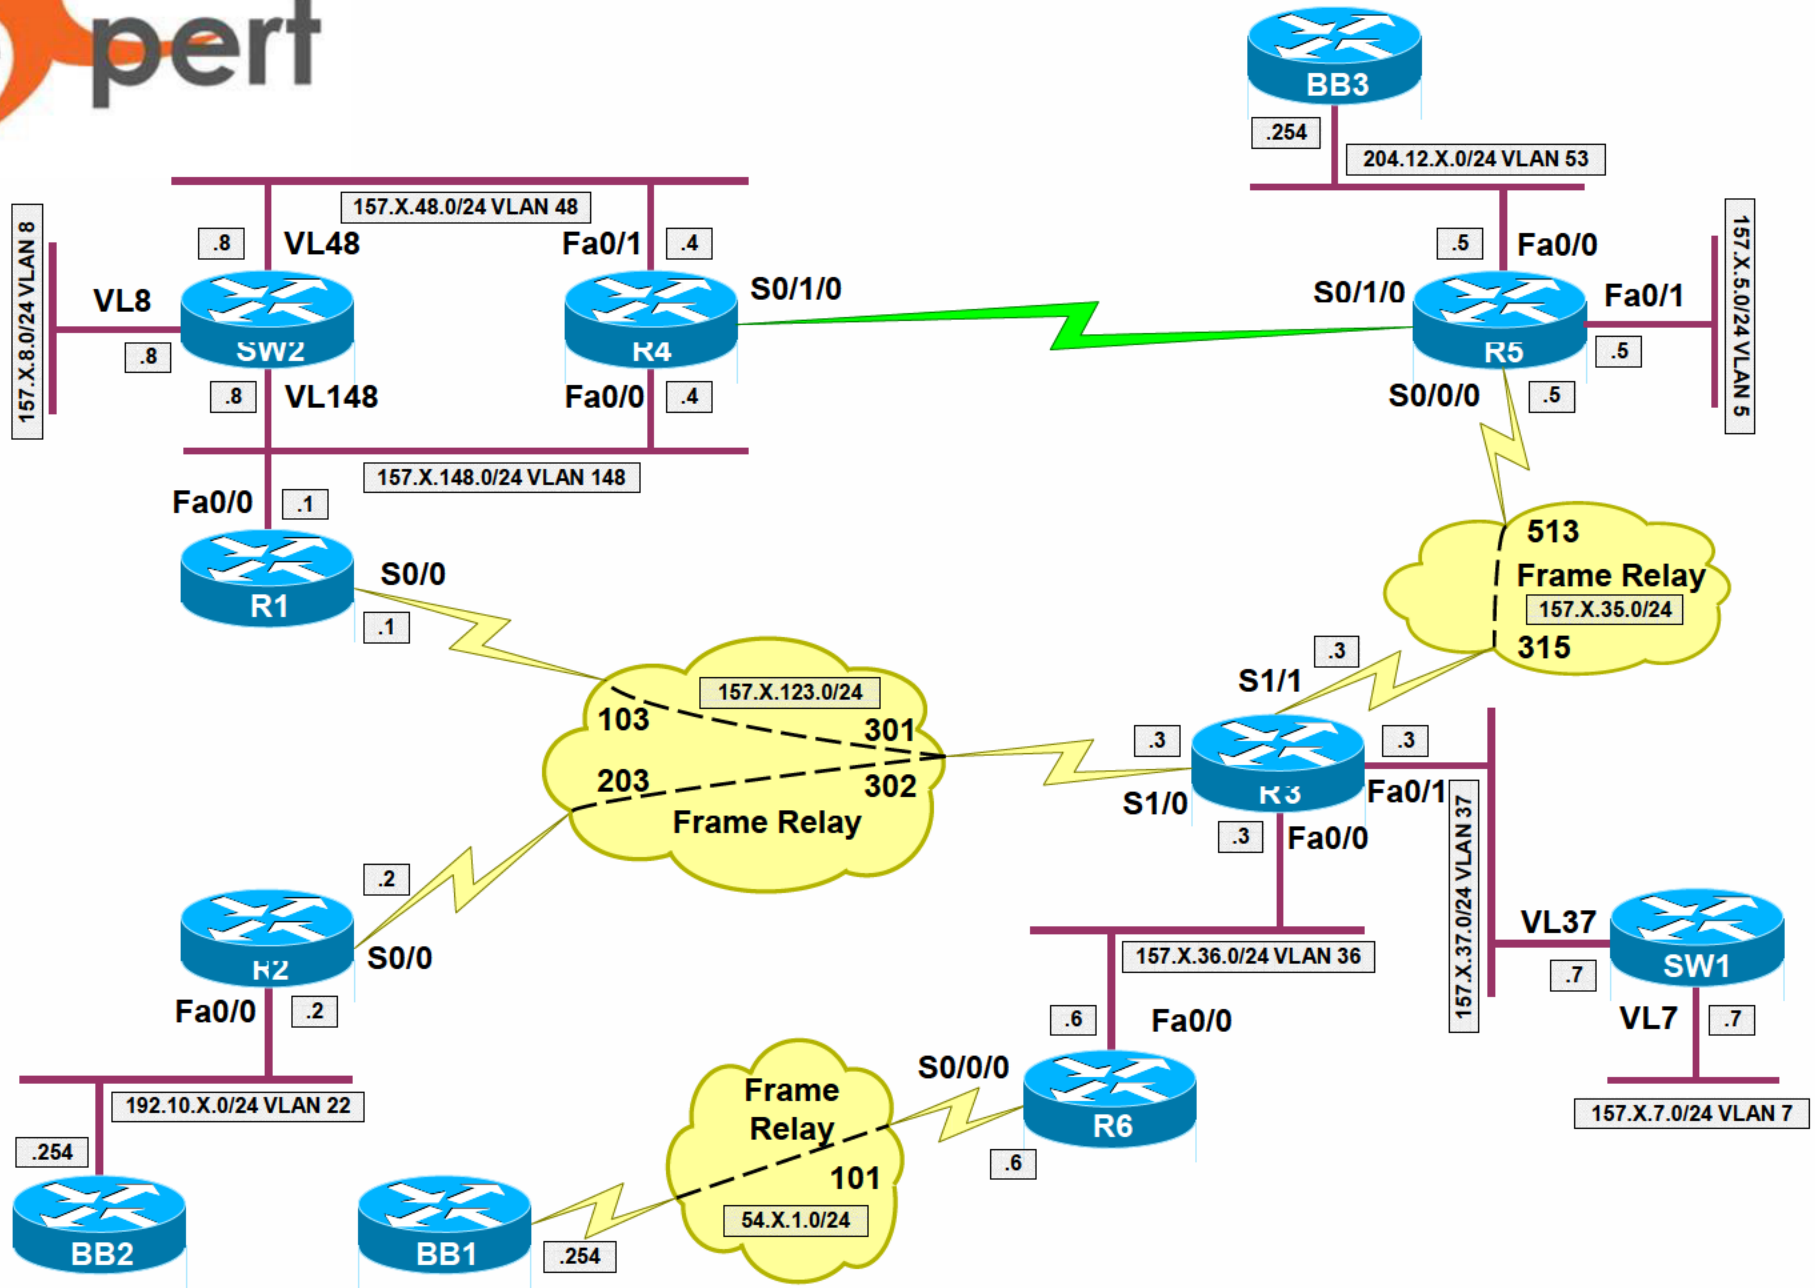 pert
BB3
.254
204.12.X.0/24 VLAN 53
157.X.48.0/24 VLAN 48
157.X.8.0/24 VLAN 8
.8
VL48
Fa0/1
.4
.5
Fa0/0
157.X.5.0/24 VLAN 5
VL8
S0/1/0
S0/1/0
Fa0/1
.8
SW2
R4
R5
.5
.8
VL148
Fa0/0
.4
S0/0/0
.5
157.X.148.0/24 VLAN 148
Fa0/0
.1
513
Frame Relay
157.X.35.0/24
315
S0/0
R1
.1
.3
S1/1
157.X.123.0/24
103
301
203
302
Frame Relay
.3
.3
S1/0
R3
Fa0/1
.3
Fa0/0
157.X.37.0/24 VLAN 37
.2
R2
S0/0
Fa0/0
.2
VL37
SW1
.7
157.X.36.0/24 VLAN 36
.6
Fa0/0
VL7
.7
192.10.X.0/24 VLAN 22
Frame
Relay
S0/0/0
R6
157.X.7.0/24 VLAN 7
.254
.6
101
54.X.1.0/24
BB2
BB1
.254